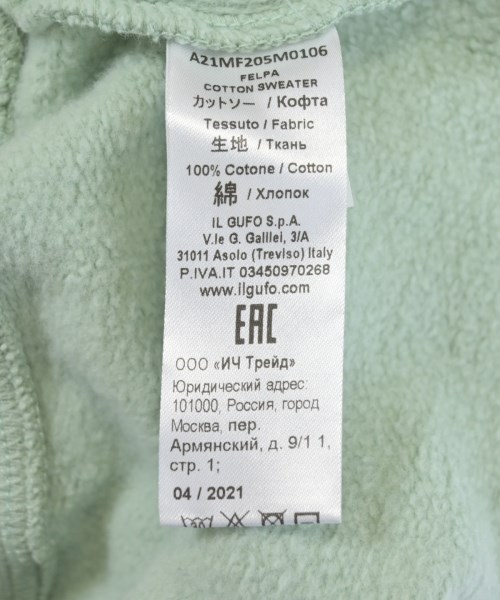 A21MF205M0106
FELPA
COTTON SWEATER
カットソー / Кофта
Tessuto / Fabric
生地 / Ткань
100% Cotone / Cotton
綿 / Хлопок
IL GUFO S.p.A.
V.le G. Galilei, 3/A
31011 Asolo (Treviso) Italy
P.IVA.IT 03450970268
www.ilgufo.com
EAC
ООО «ИЧ Трейд»
Юридический адрес:
101000, Россия, город
Москва, пер.
Армянский, д. 9/1 1,
стр. 1;
04 / 2021